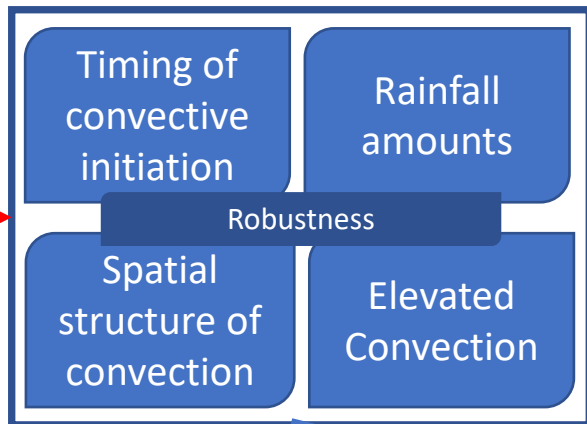 Timing of
convective
initiation
Rainfall
amounts
Robustness
Spatial
structure of
convection
Elevated
Convection